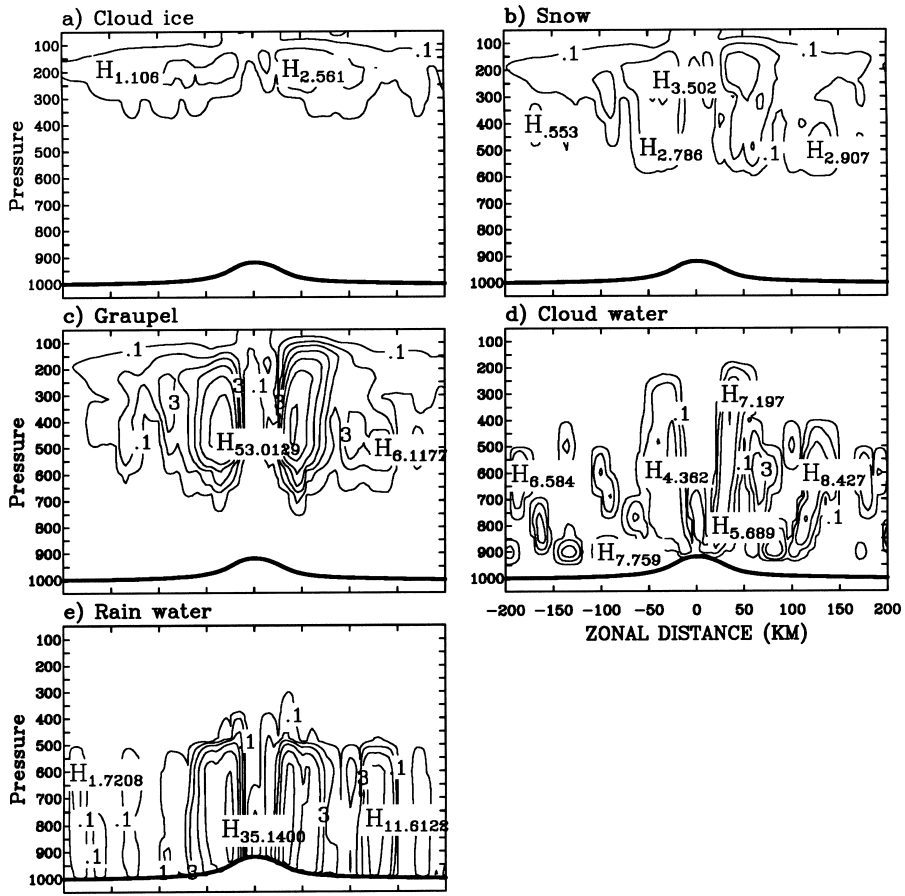 a) Cloud ice
Pressure
100
200
300
400
500
600
700
800
900
1000
.1
H1.106
H2.561
b) Snow
100
200
300
400
500
600
700
800
900
1000
.1
.1
H3.502
H.553
H2.786
.1
H2.907
c) Graupel
Pressure
100
200
300
400
500
600
700
800
900
1000
.1
.1
3
.1
3
3
.1
H53.0129
3
H6.1177
d) Cloud water
100
200
300
400
500
600
700
800
900
1000
H7.197
.1
H6.584
H4.362
.1
3
H8.427
H5.689
.1
H7.759
-200 -150 -100 -50 0 50 100 150 200
ZONAL DISTANCE (KM)
e) Rain water
Pressure
100
200
300
400
500
600
700
800
900
1000
.1
1
H1.7208
3
1
.1
.1
H35.1400
3
H11.6122
.1
1
3